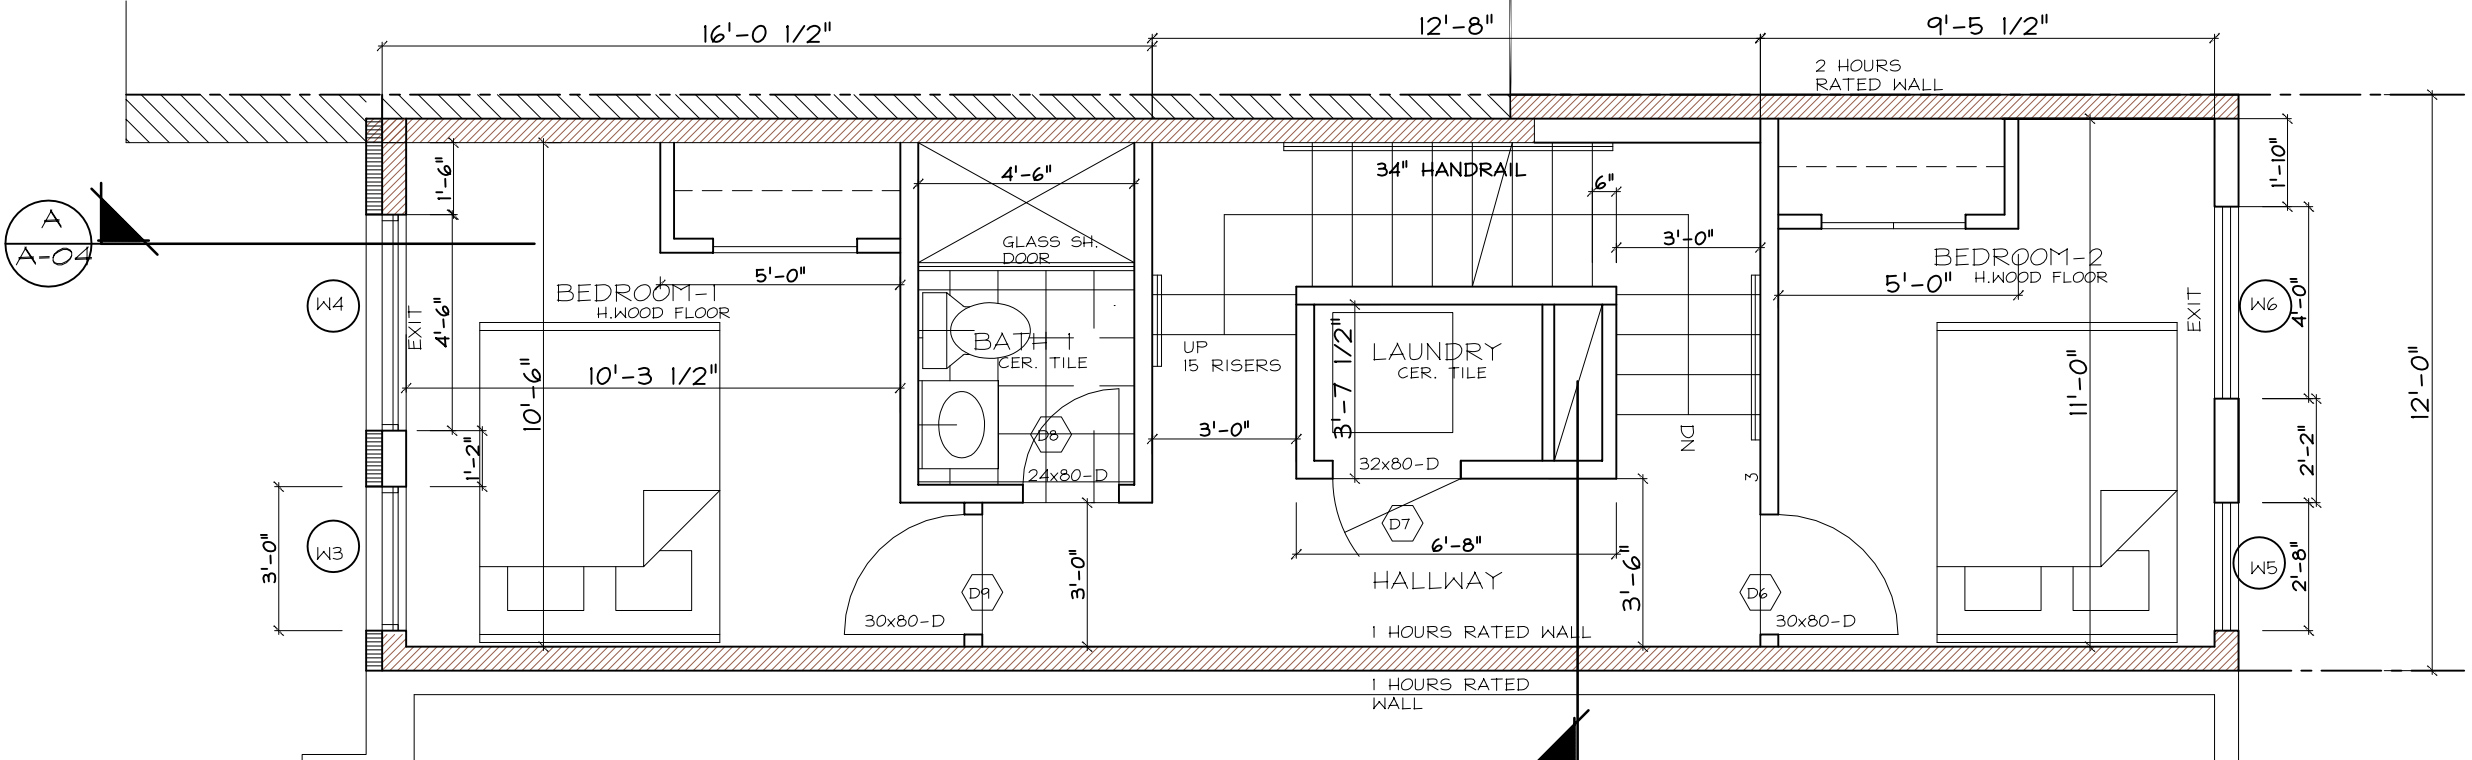 16'-0 1/2"
12'-8"
9'-5 1/2"
2 HOURS
RATED WALL
1'-6"
4'-6"
34" HANDRAIL
6"
1'-10"
A
A-04
GLASS SH.
DOOR
3'-0"
5'-0"
BEDROOM-1
H.WOOD FLOOR
BEDROOM-2
H.WOOD FLOOR
5'-0"
W4
EXIT
4'-6"
BATH 1
CER. TILE
UP
15 RISERS
3'-7 1/2"
LAUNDRY
CER. TILE
EXIT
W6
4'-0"
10'-6"
10'-3 1/2"
11'-0"
12'-0"
1'-2"
D8
24x80-D
3'-0"
32x80-D
DN
3
2'-2"
3'-0"
W3
D7
6'-8"
3'-0"
HALLWAY
3'-6"
D9
30x80-D
D6
30x80-D
W5
2'-8"
1 HOURS RATED WALL
1 HOURS RATED
WALL